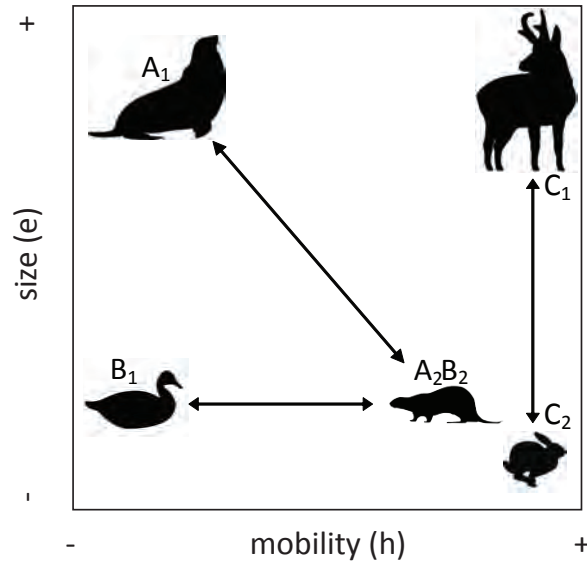 +
A₁
C₁
size (e)
B₁
A₂B₂
C₂
-
- mobility (h) +